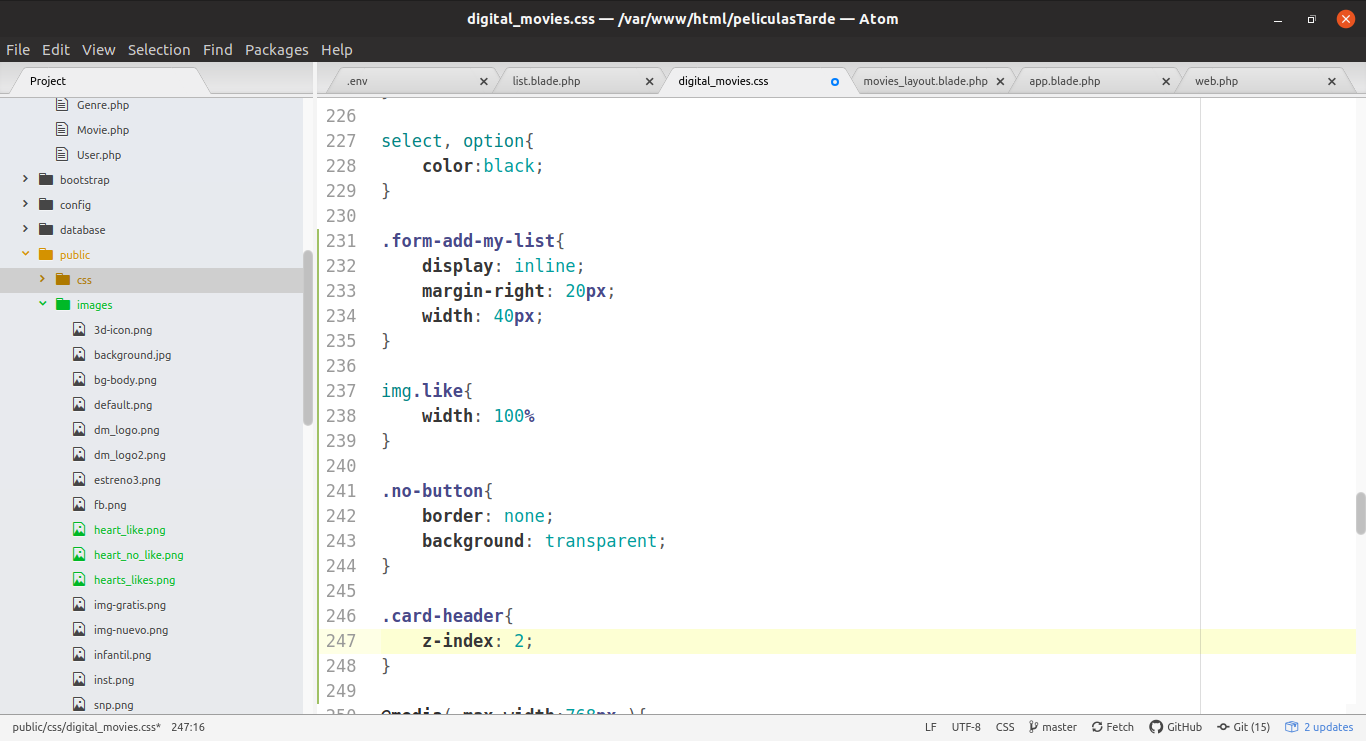 digital_movies.css — /var/www/html/peliculasTarde — Atom
File Edit View Selection Find Packages Help
Project
.env
list.blade.php
digital_movies.css
movies_layout.blade.php
app.blade.php
web.php
Genre.php
Movie.php
User.php
bootstrap
config
database
public
css
images
3d-icon.png
background.jpg
bg-body.png
default.png
dm_logo.png
dm_logo2.png
estreno3.png
fb.png
heart_like.png
heart_no_like.png
hearts_likes.png
img-gratis.png
img-nuevo.png
infantil.png
inst.png
snp.png
226
227 select, option{
228 color:black;
229 }
230
231 .form-add-my-list{
232 display: inline;
233 margin-right: 20px;
234 width: 40px;
235 }
236
237 img.like{
238 width: 100%
239 }
240
241 .no-button{
242 border: none;
243 background: transparent;
244 }
245
246 .card-header{
247 z-index: 2;
248 }
249
250 @media( max-width:768px ){
public/css/digital_movies.css* 247:16
LF UTF-8 CSS master Fetch GitHub Git (15) 2 updates